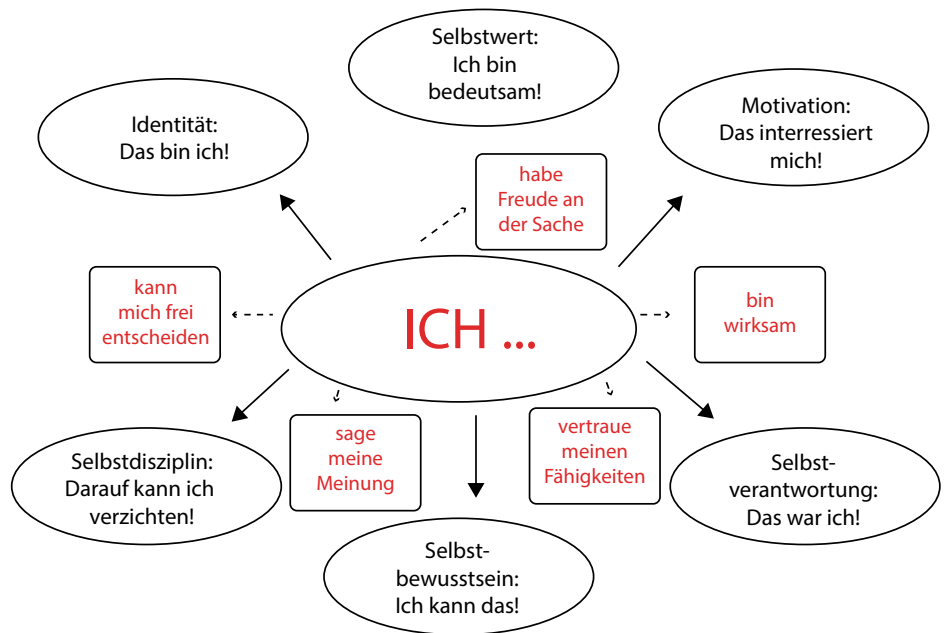 Selbstwert:
Ich bin
bedeutsam!
Identität:
Das bin ich!
Motivation:
Das interressiert
mich!
habe
Freude an
der Sache
kann
mich frei
entscheiden
ICH ...
bin
wirksam
sage
meine
Meinung
vertraue
meinen
Fähigkeiten
Selbstdisziplin:
Darauf kann ich
verzichten!
Selbst-
verantwortung:
Das war ich!
Selbst-
bewusstsein:
Ich kann das!